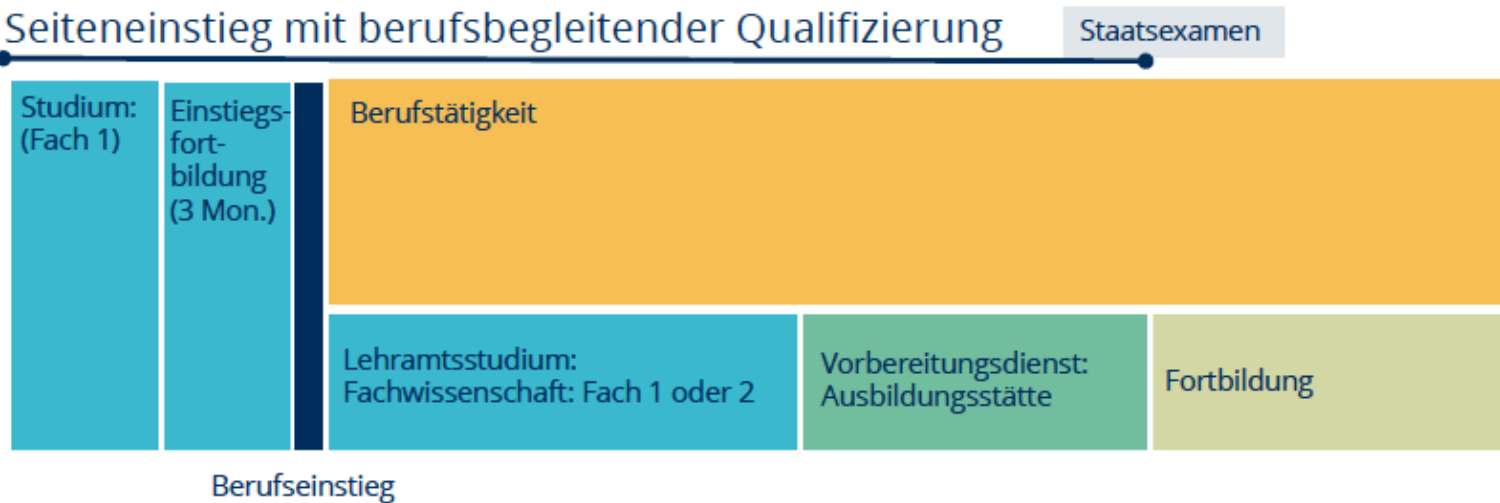 Seiteneinstieg mit berufsbegleitender Qualifizierung
Staatsexamen
Studium:
(Fach 1)
Einstiegs-
fort-
bildung
(3 Mon.)
Berufstätigkeit
Lehramtsstudium:
Fachwissenschaft: Fach 1 oder 2
Vorbereitungsdienst:
Ausbildungsstätte
Fortbildung
Berufseinstieg